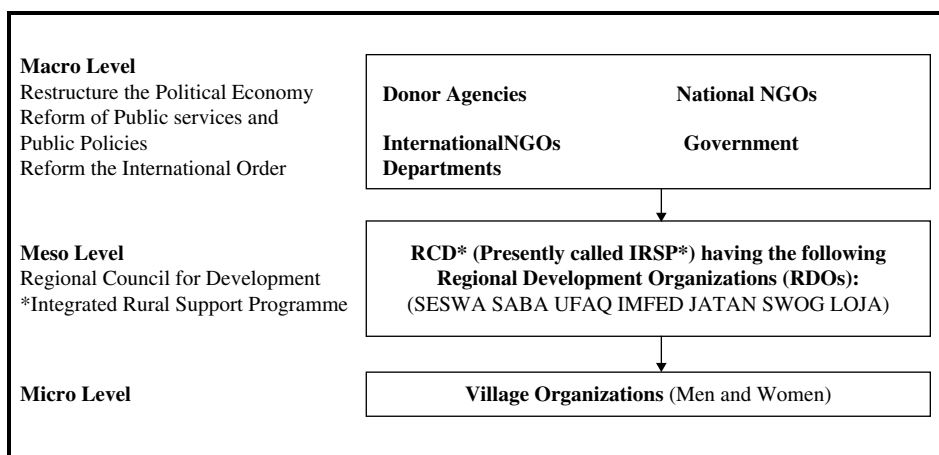 Macro Level
Restructure the Political Economy
Reform of Public services and
Public Policies
Reform the International Order
Donor Agencies National NGOs
InternationalNGOs Government
Departments
Meso Level
Regional Council for Development
*Integrated Rural Support Programme
RCD* (Presently called IRSP*) having the following
Regional Development Organizations (RDOs):
(SESWA SABA UFAQ IMFED JATAN SWOG LOJA)
Micro Level
Village Organizations (Men and Women)